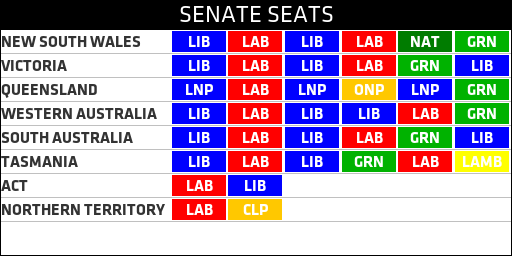 SENATE SEATS
NEW SOUTH WALES LIB LAB LIB LAB NAT GRN
VICTORIA LIB LAB LIB LAB GRN LIB
QUEENSLAND LNP LAB LNP ONP LNP GRN
WESTERN AUSTRALIA LIB LAB LIB LIB LAB GRN
SOUTH AUSTRALIA LIB LAB LIB LAB GRN LIB
TASMANIA LIB LAB LIB GRN LAB LAMB
ACT LAB LIB
NORTHERN TERRITORY LAB CLP